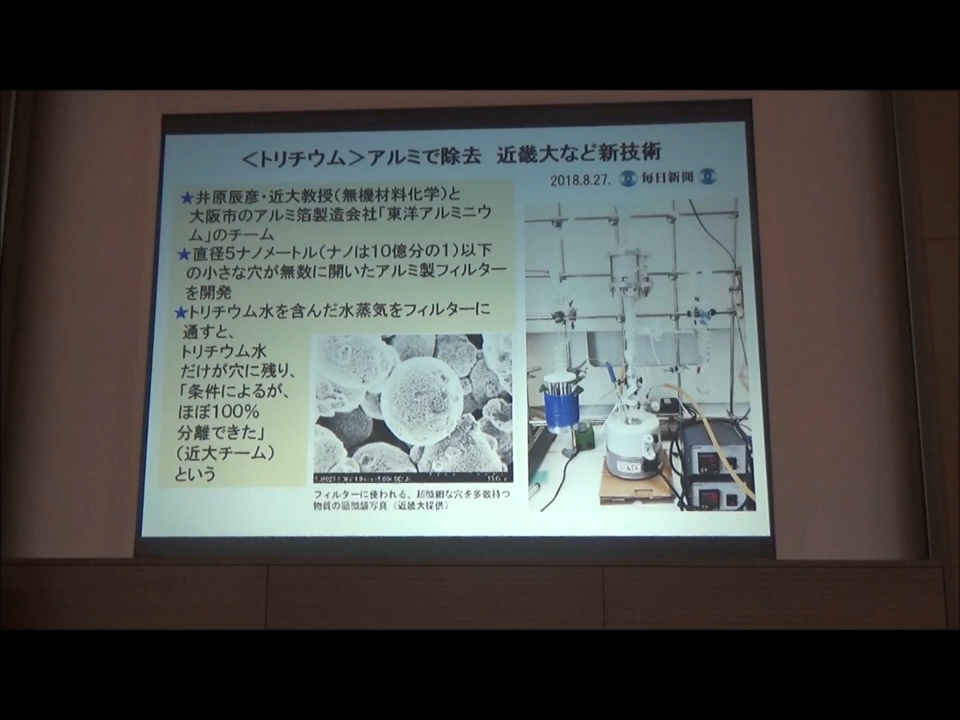 ＜トリチウム＞アルミで除去 近畿大など新技術
2018.8.27. 毎日新聞
★井原辰彦・近大教授（無機材料化学）と
大阪市のアルミ箔製造会社「東洋アルミニウ
ム」のチーム
★直径5ナノメートル（ナノは10億分の1）以下
の小さな穴が無数に開いたアルミ製フィルター
を開発
★トリチウム水を含んだ水蒸気をフィルターに
通すと、
トリチウム水
だけが穴に残り、
「条件によるが、
ほぼ100％
分離できた」
（近大チーム）
という
フィルターに使われる、超微細な穴を多数持つ
物質の顕微鏡写真（近畿大提供）